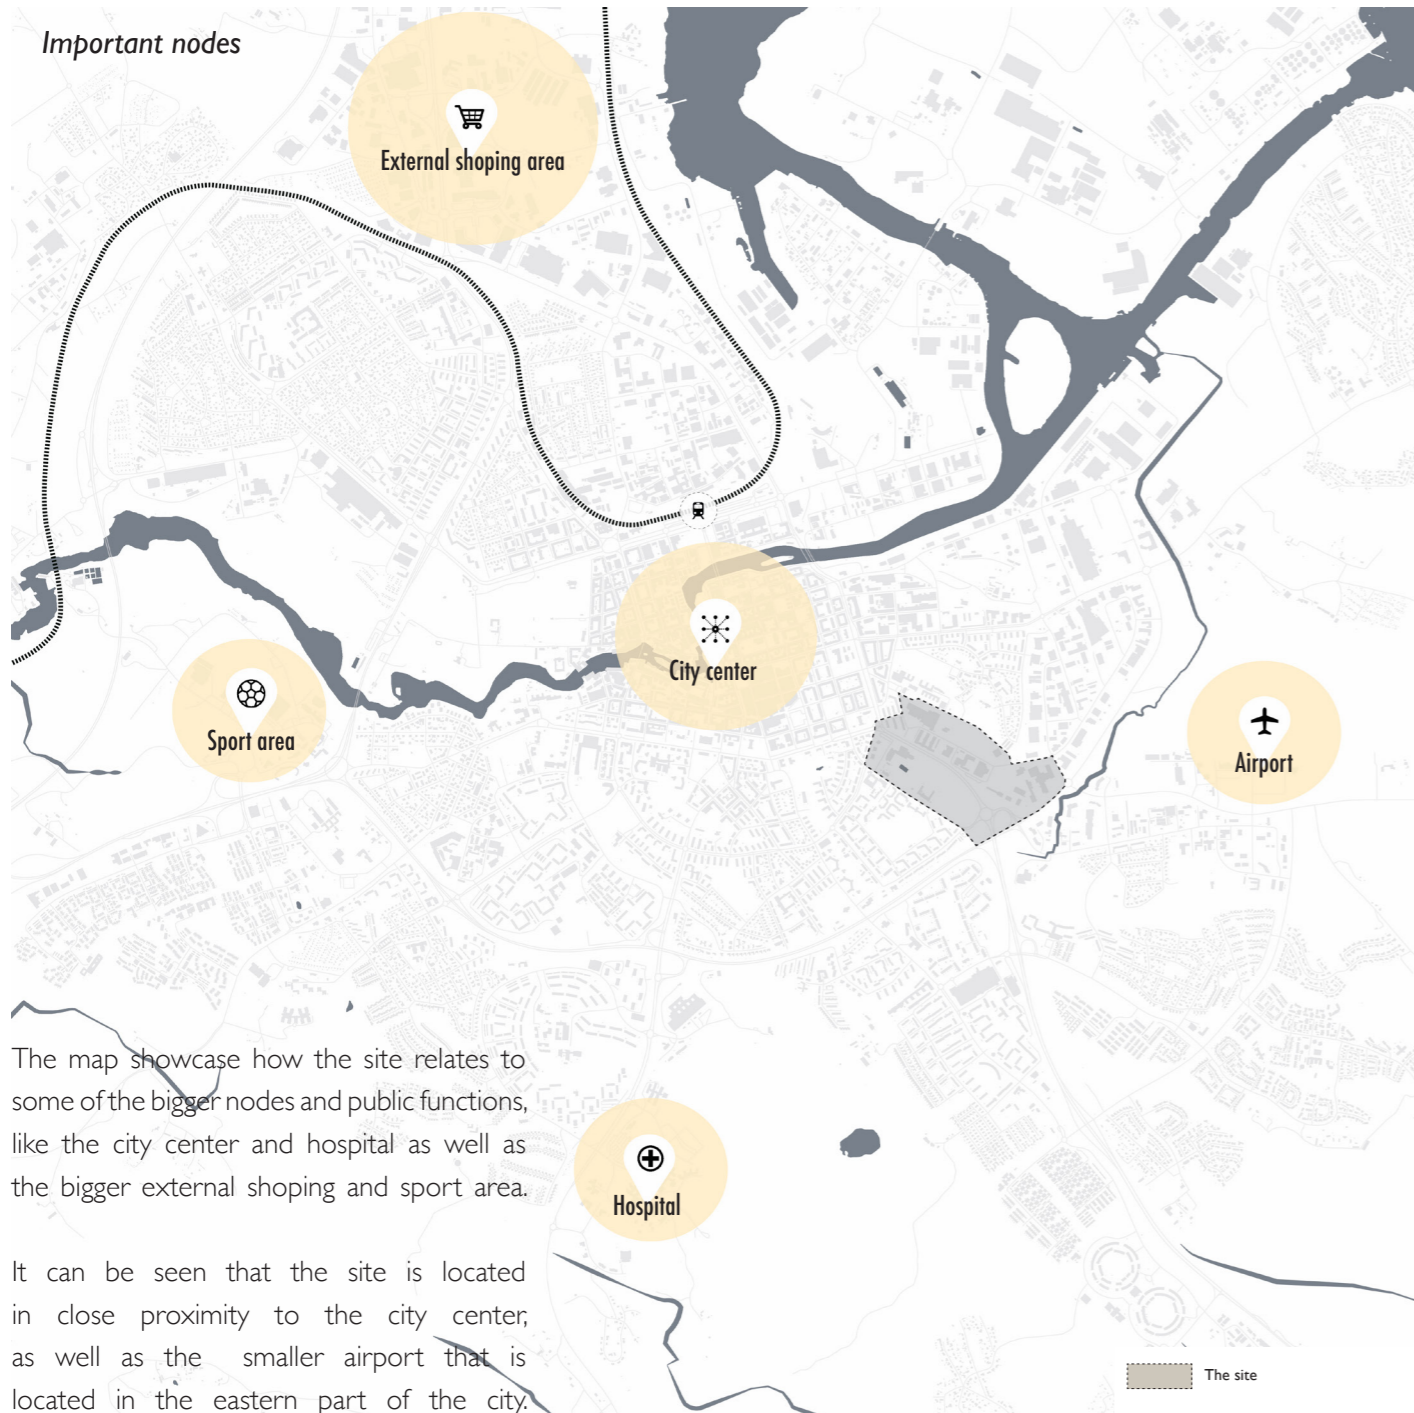 Important nodes
External shoping area
City center
Sport area
Airport
Hospital
The map showcase how the site relates to
some of the bigger nodes and public functions,
like the city center and hospital as well as
the bigger external shoping and sport area.
It can be seen that the site is located
in close proximity to the city center,
as well as the smaller airport that is
located in the eastern part of the city.
The site